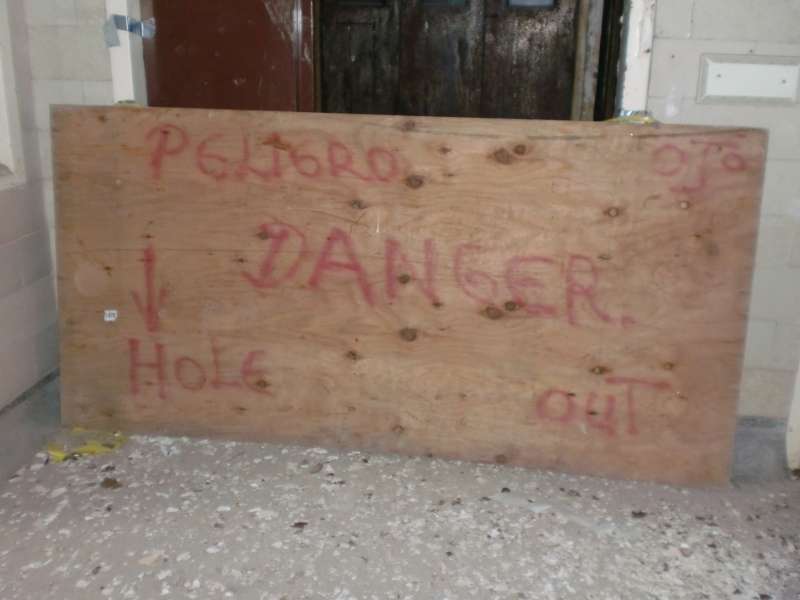 PELIGRO. OJO
DANGER.
HOLE OUT